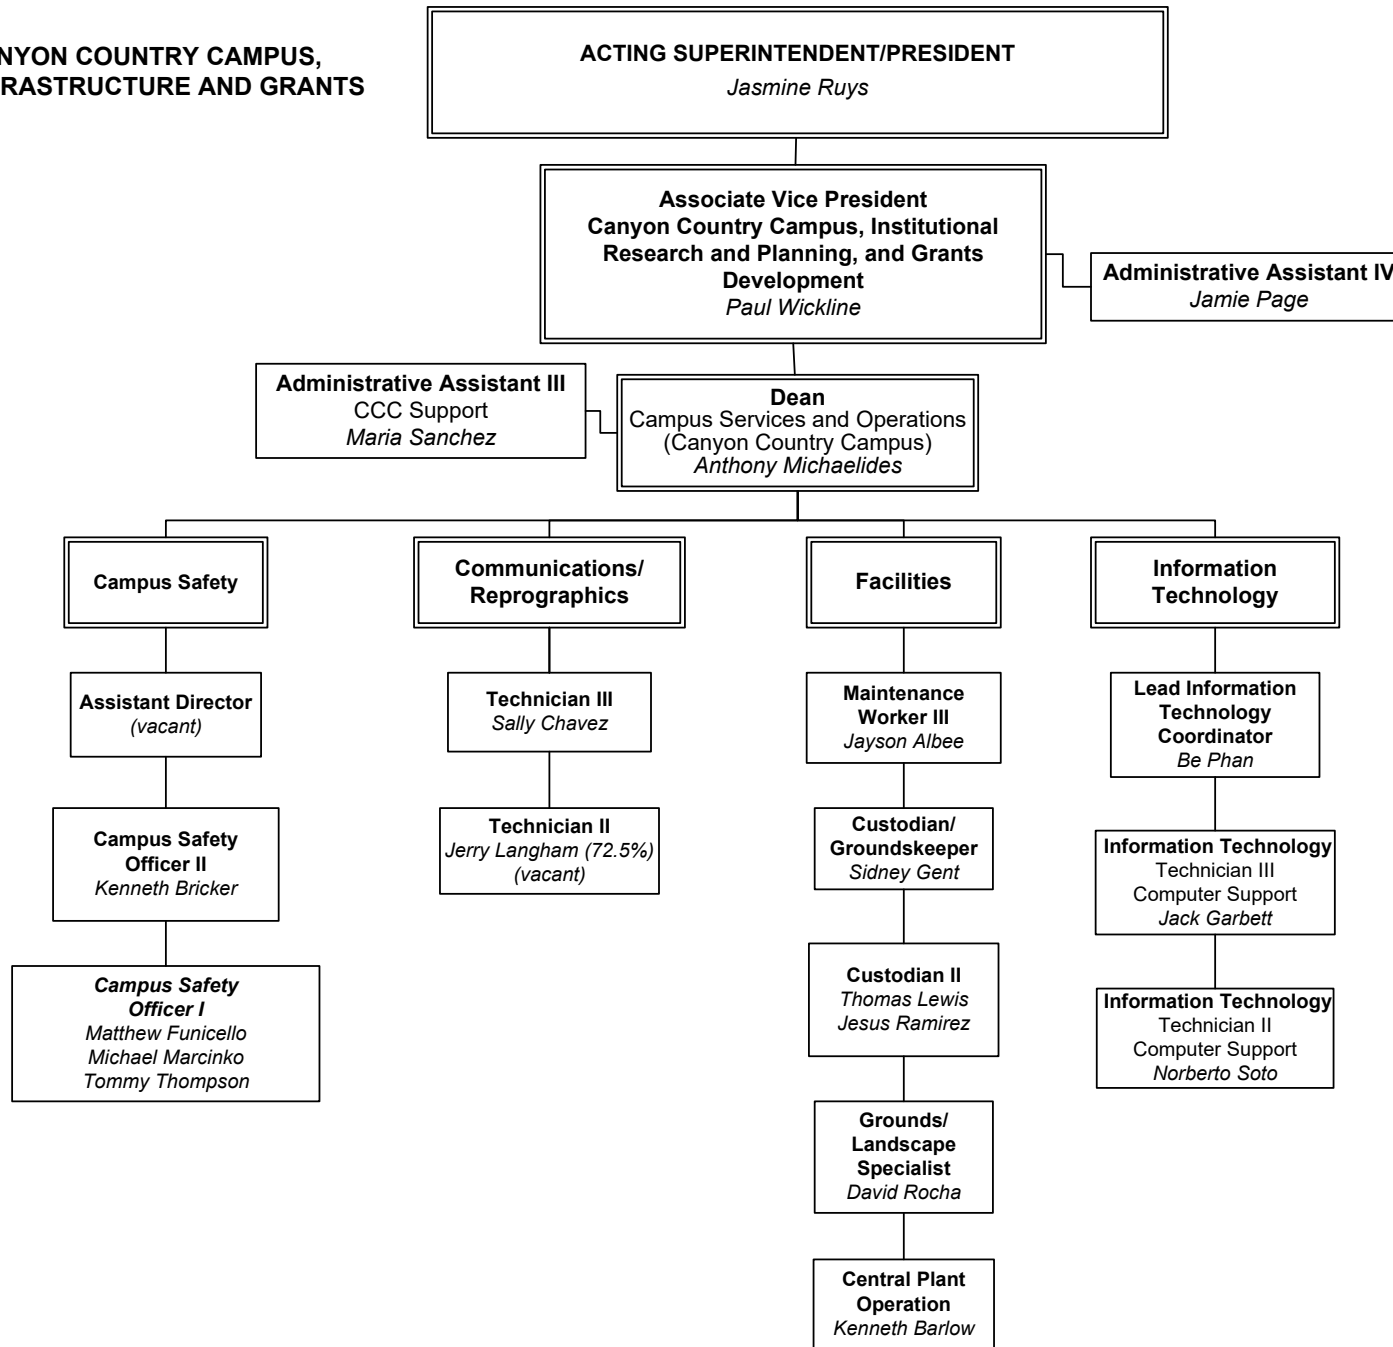 NYON COUNTRY CAMPUS,
RASTRUCTURE AND GRANTS
ACTING SUPERINTENDENT/PRESIDENT
Jasmine Ruys
Associate Vice President
Canyon Country Campus, Institutional
Research and Planning, and Grants
Development
Paul Wickline
Administrative Assistant IV
Jamie Page
Administrative Assistant III
CCC Support
Maria Sanchez
Dean
Campus Services and Operations
(Canyon Country Campus)
Anthony Michaelides
Campus Safety
Communications/
Reprographics
Facilities
Information
Technology
Assistant Director
(vacant)
Technician III
Sally Chavez
Maintenance
Worker III
Jayson Albee
Lead Information
Technology
Coordinator
Be Phan
Campus Safety
Officer II
Kenneth Bricker
Technician II
Jerry Langham (72.5%)
(vacant)
Custodian/
Groundskeeper
Sidney Gent
Information Technology
Technician III
Computer Support
Jack Garbett
Campus Safety
Officer I
Matthew Funicello
Michael Marcinko
Tommy Thompson
Custodian II
Thomas Lewis
Jesus Ramirez
Information Technology
Technician II
Computer Support
Norberto Soto
Grounds/
Landscape
Specialist
David Rocha
Central Plant
Operation
Kenneth Barlow